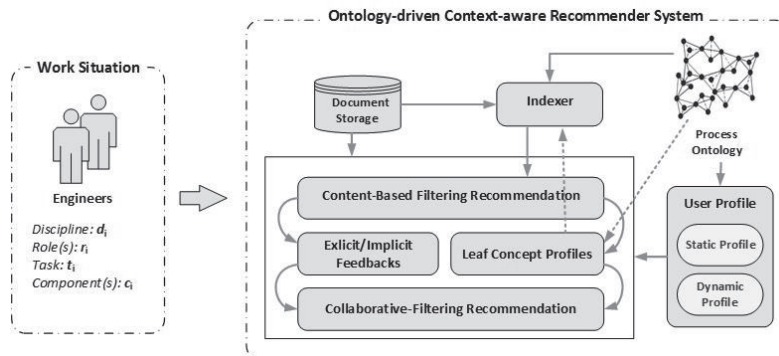 Ontology-driven Context-aware Recommender System
Work Situation
Engineers
Discipline: di
Role(s): ri
Task: ti
Component(s): ci
Document
Storage
Indexer
Process
Ontology
Content-Based Filtering Recommendation
Exlicit/Implicit
Feedbacks
Leaf Concept Profiles
Collaborative-Filtering Recommendation
User Profile
Static Profile
Dynamic
Profile